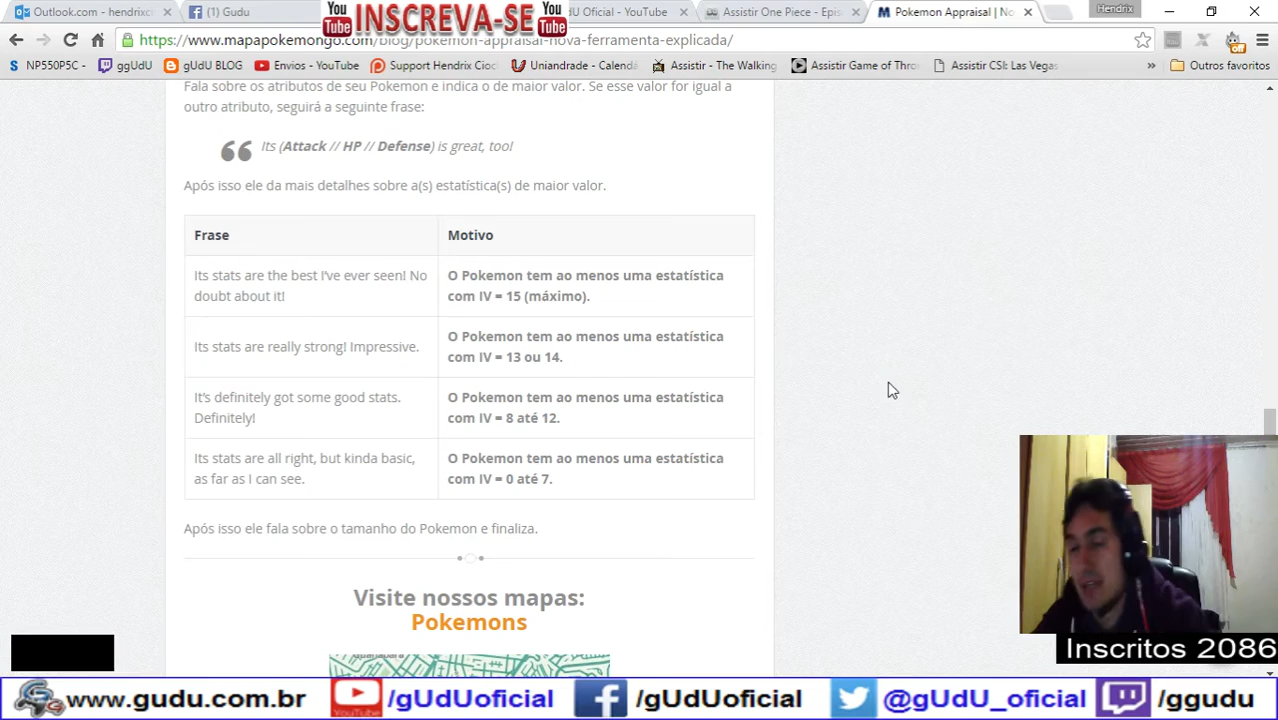 Outlook.com - hendrixc
(1) Gudu
You Tube INSCREVA-SE You Tube
dU Oficial - YouTube
Assistir One Piece - Epis
Pokemon Appraisal | No
Hendrix
https://www.mapapokemongo.com/blog/pokemon-appraisal-nova-ferramenta-explicada/
NP550P5C -
ggUdU
gUdU BLOG
Envios - YouTube
Support Hendrix Cioc
Uniandrade - Calendá
Assistir - The Walking
Assistir Game of Thro
Assistir CSI: Las Vegas
»
Outros favoritos
off
Fala sobre os atributos de seu Pokemon e indica o de maior valor. Se esse valor for igual a
outro atributo, seguirá a seguinte frase:
Its (Attack // HP // Defense) is great, too!
Após isso ele da mais detalhes sobre a(s) estatística(s) de maior valor.
Frase
Motivo
Its stats are the best I've ever seen! No
doubt about it!
O Pokemon tem ao menos uma estatística
com IV = 15 (máximo).
Its stats are really strong! Impressive.
O Pokemon tem ao menos uma estatística
com IV = 13 ou 14.
It's definitely got some good stats.
Definitely!
O Pokemon tem ao menos uma estatística
com IV = 8 até 12.
Its stats are all right, but kinda basic,
as far as I can see.
O Pokemon tem ao menos uma estatística
com IV = 0 até 7.
Após isso ele fala sobre o tamanho do Pokemon e finaliza.
Visite nossos mapas:
Pokemons
Inscritos 2086
www.gudu.com.br
YouTube
/gUdUoficial
/gUdUoficial
@gUdU_oficial
/ggudu